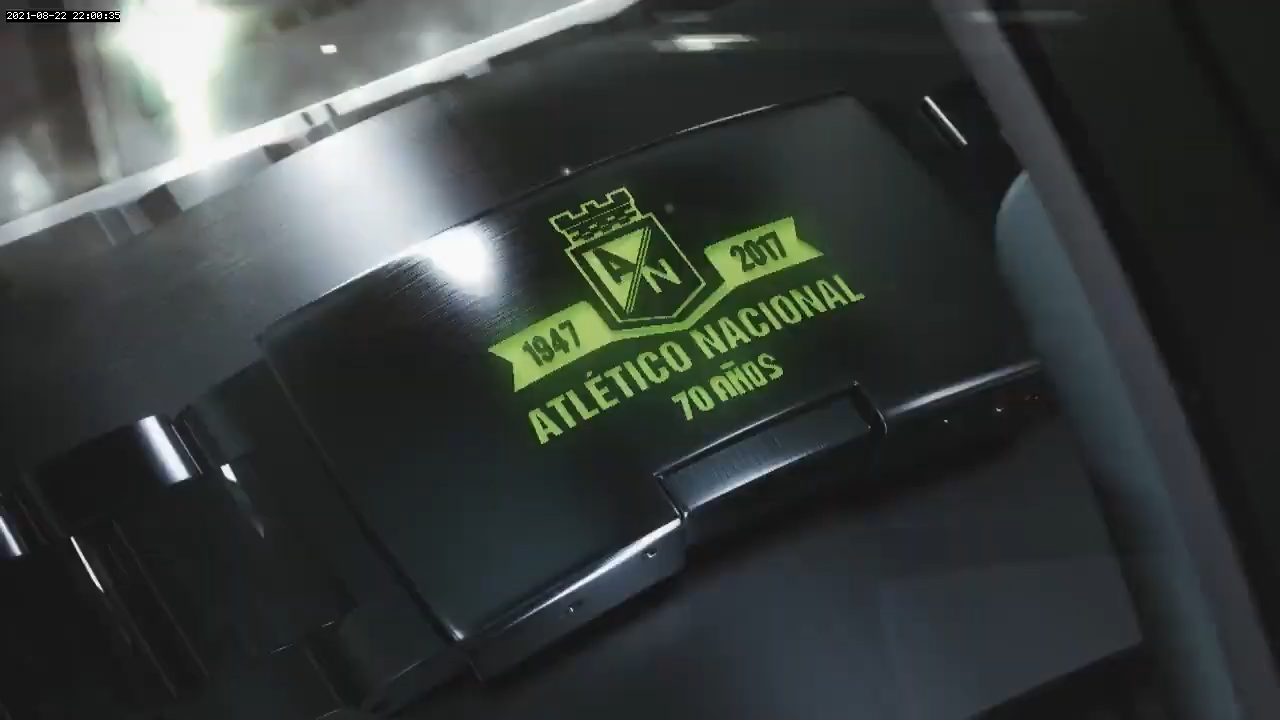 2021-08-22 22:00:35
AN
1947
2017
ATLÉTICO NACIONAL
70 AÑOS